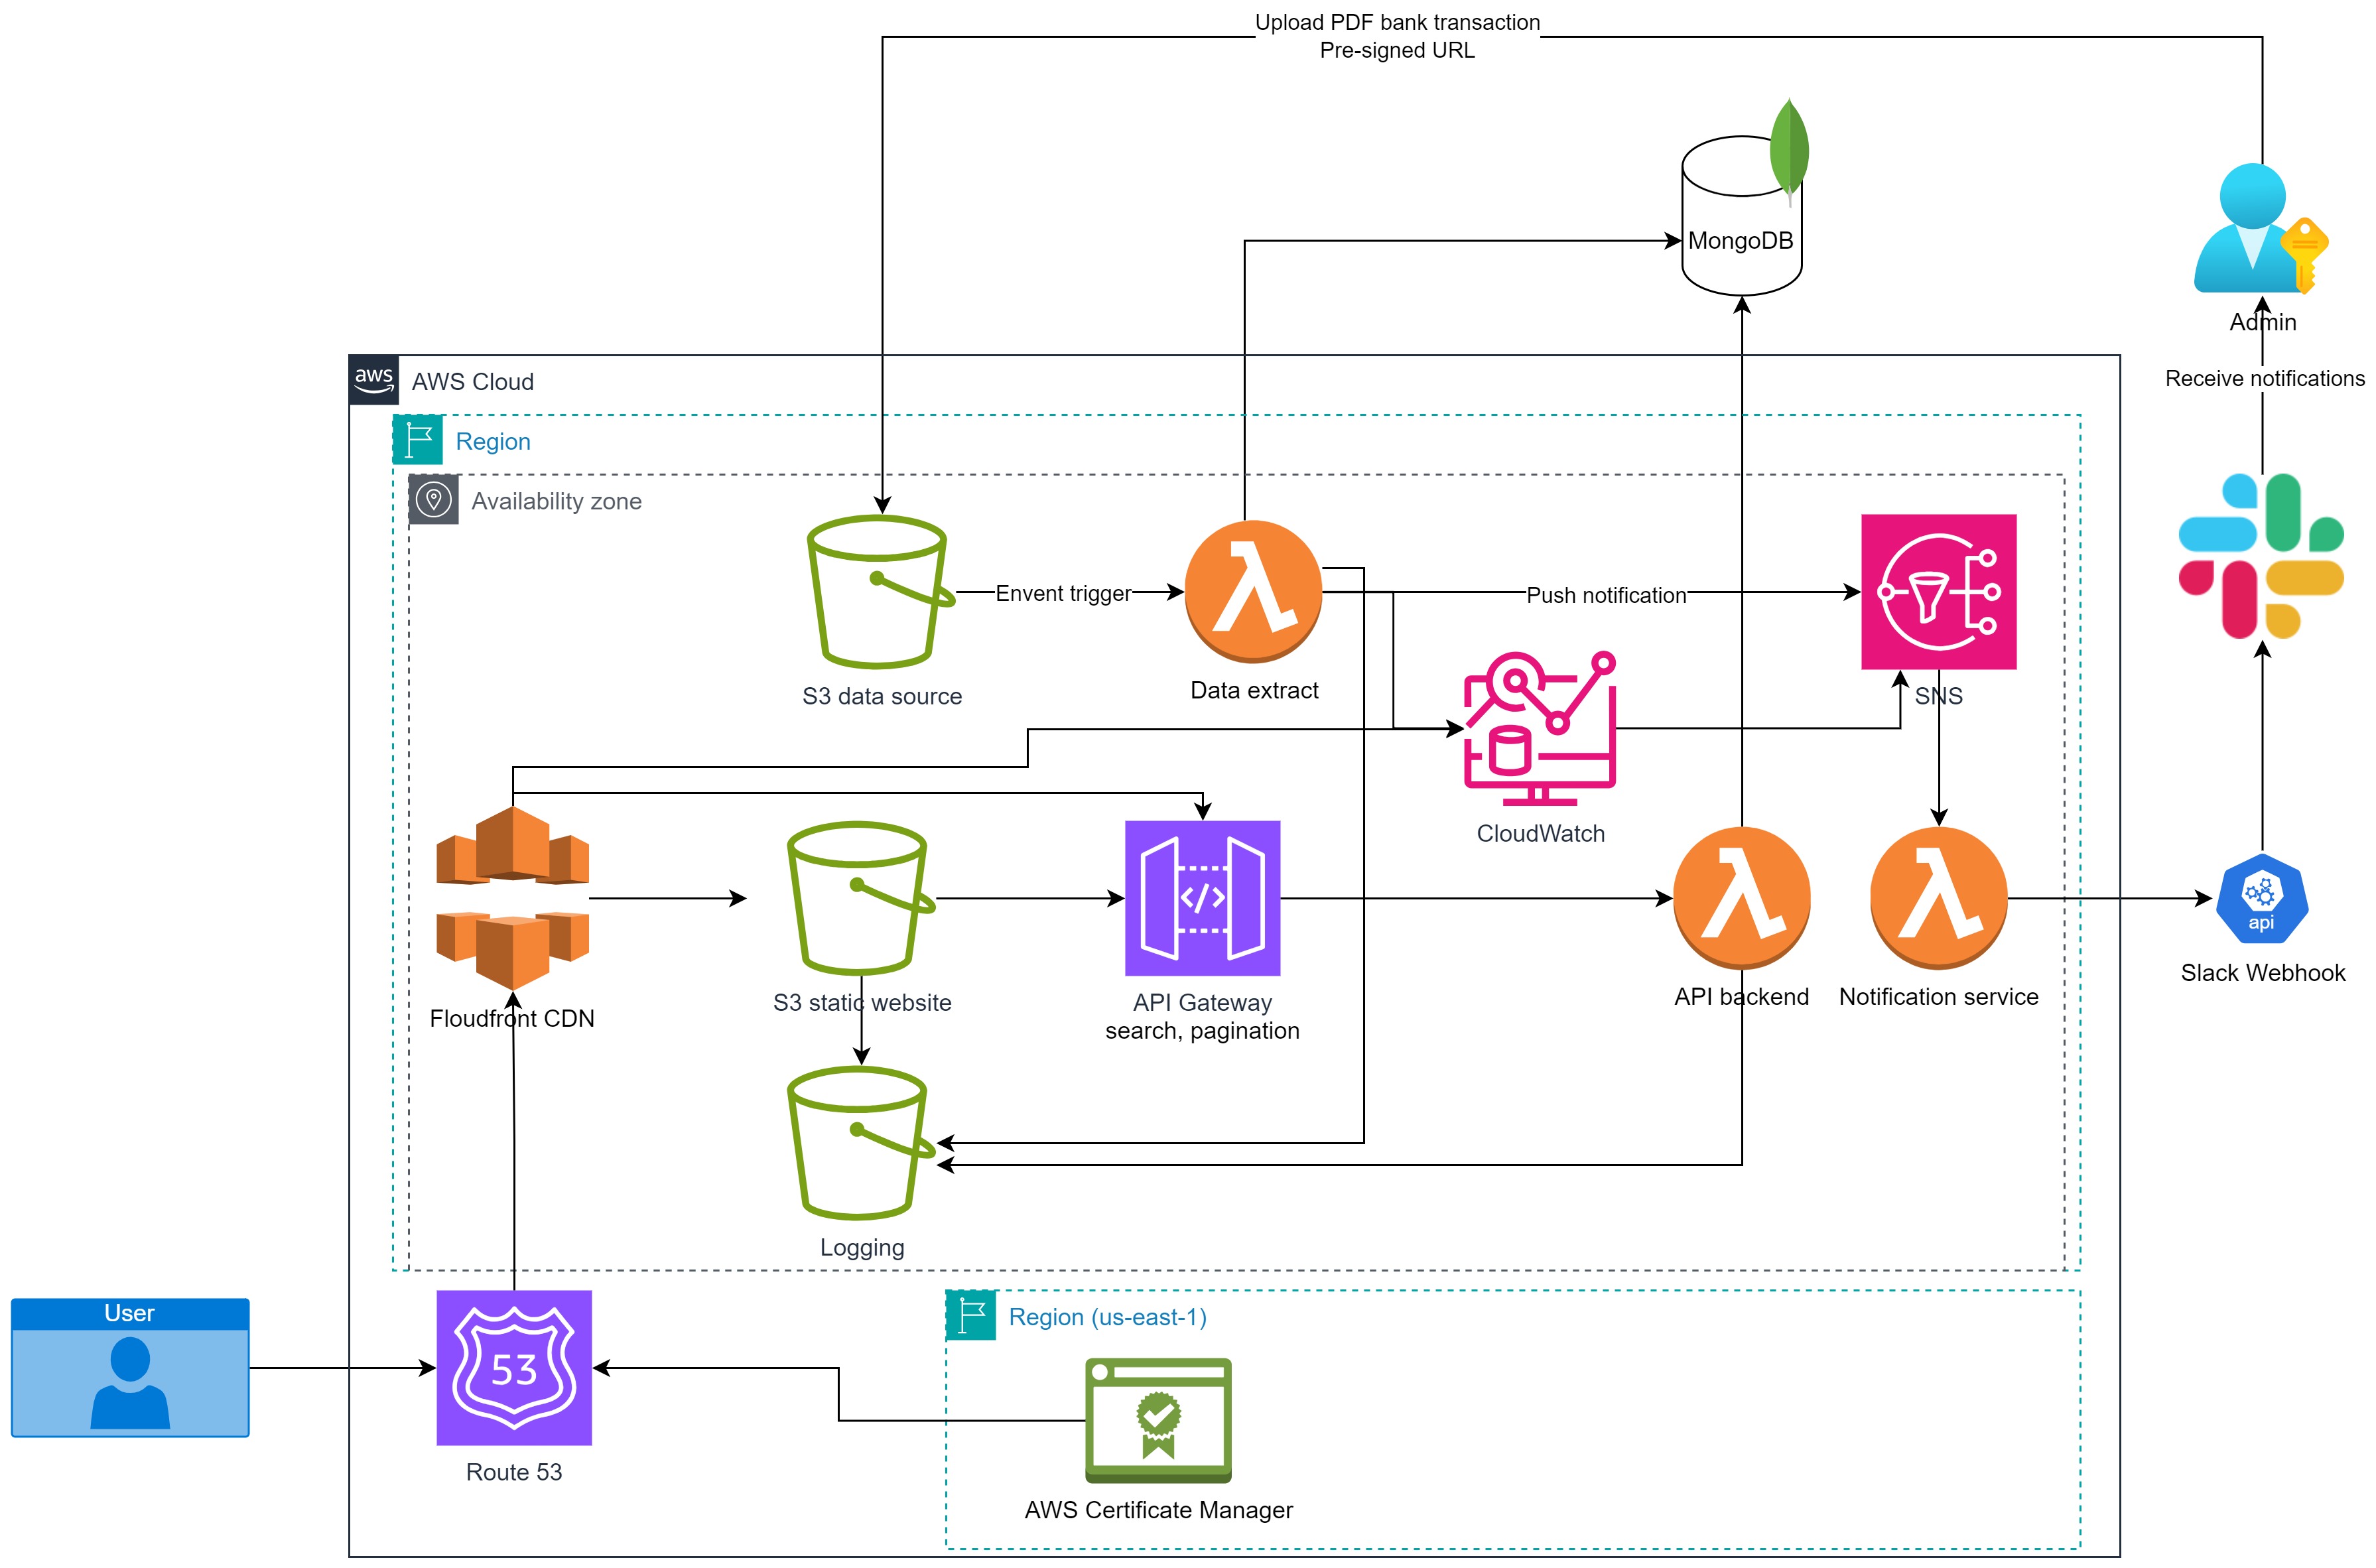 Upload PDF bank transaction
Pre-signed URL
MongoDB
Admin
Receive notifications
aws
AWS Cloud
Region
Availability zone
Envent trigger
Push notification
S3 data source
Data extract
SNS
CloudWatch
</>
api
Floudfront CDN
S3 static website
API Gateway
search, pagination
API backend
Notification service
Slack Webhook
Logging
User
53
Route 53
Region (us-east-1)
AWS Certificate Manager